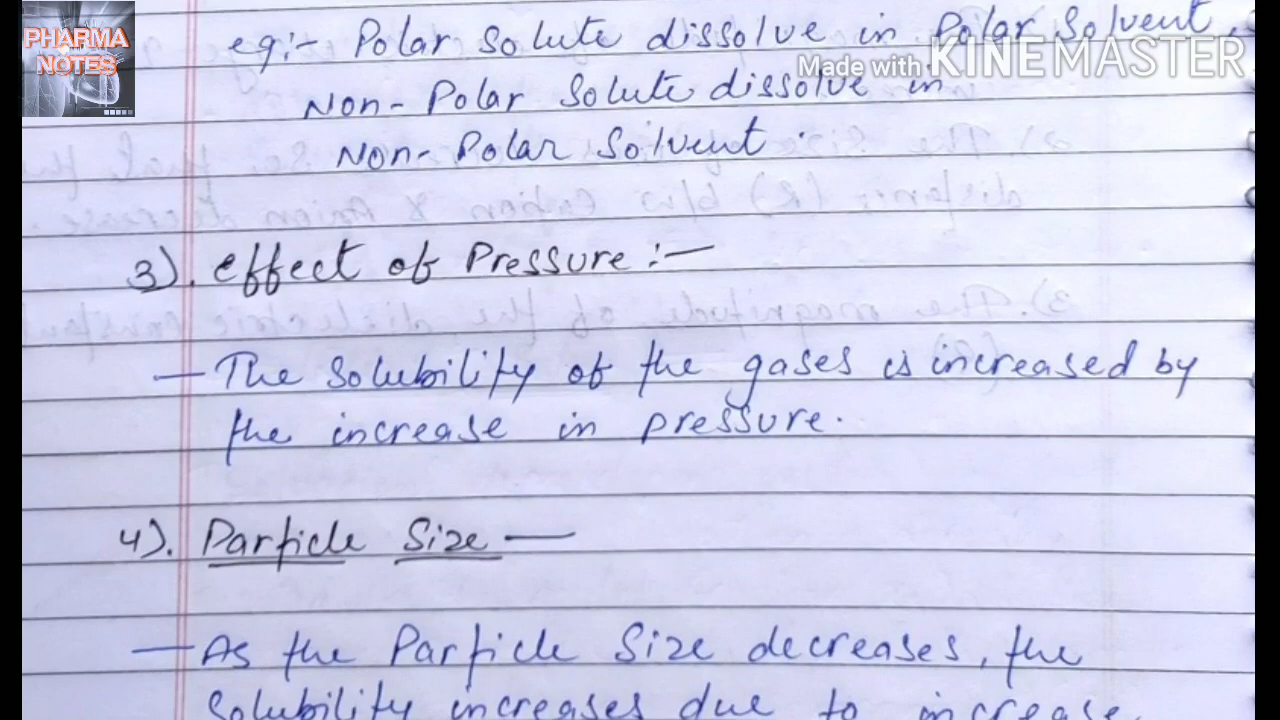 PHARMA
NOTES
eg:- Polar Solute dissolve in Polar Solvent,
Made with KINEMASTER
Non-Polar Solute dissolve in
Non-Polar Solvent.
3). effect of Pressure :-
- The Solubility of the gases is increased by
the increase in pressure.
4). Particle Size -
- As the Particle Size decreases, the
Solubility increases due to increase